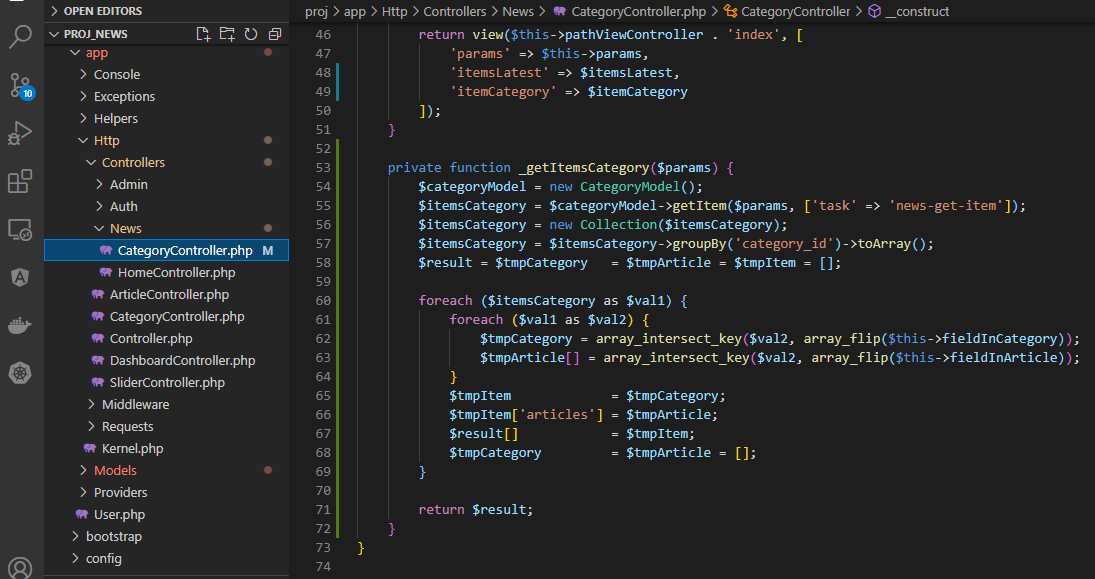 OPEN EDITORS
PROJ_NEWS
app
Console
Exceptions
Helpers
Http
Controllers
Admin
Auth
News
CategoryController.php M
HomeController.php
ArticleController.php
CategoryController.php
Controller.php
DashboardController.php
SliderController.php
Middleware
Requests
Kernel.php
Models
Providers
User.php
bootstrap
config
10
proj > app > Http > Controllers > News > CategoryController.php > CategoryController > __construct
46 return view($this->pathViewController . 'index', [
47 'params' => $this->params,
48 'itemsLatest' => $itemsLatest,
49 'itemCategory' => $itemCategory
50 ]);
51 }
52
53 private function _getItemsCategory($params) {
54 $categoryModel = new CategoryModel();
55 $itemsCategory = $categoryModel->getItem($params, ['task' => 'news-get-item']);
56 $itemsCategory = new Collection($itemsCategory);
57 $itemsCategory = $itemsCategory->groupBy('category_id')->toArray();
58 $result = $tmpCategory   = $tmpArticle = $tmpItem = [];
59
60 foreach ($itemsCategory as $val1) {
61 foreach ($val1 as $val2) {
62 $tmpCategory = array_intersect_key($val2, array_flip($this->fieldInCategory));
63 $tmpArticle[] = array_intersect_key($val2, array_flip($this->fieldInArticle));
64 }
65 $tmpItem             = $tmpCategory;
66 $tmpItem['articles'] = $tmpArticle;
67 $result[]            = $tmpItem;
68 $tmpCategory         = $tmpArticle = [];
69 }
70
71 return $result;
72 }
73 }
74